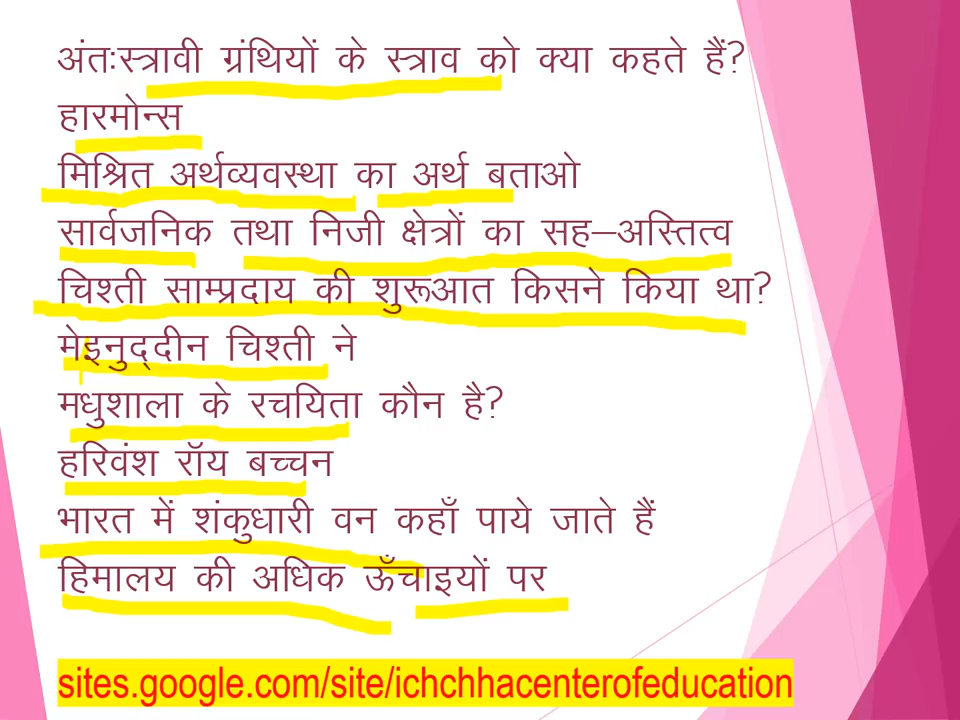 अंतःस्त्रावी ग्रंथियों के स्त्राव को क्या कहते हैं?
हारमोन्स
मिश्रित अर्थव्यवस्था का अर्थ बताओ
सार्वजनिक तथा निजी क्षेत्रों का सह–अस्तित्व
चिश्ती साम्प्रदाय की शुरूआत किसने किया था?
मेइनुद्दीन चिश्ती ने
मधुशाला के रचयिता कौन है?
हरिवंश रॉय बच्चन
भारत में शंकुधारी वन कहाँ पाये जाते हैं
हिमालय की अधिक ऊँचाइयों पर
sites.google.com/site/ichchhacenterofeducation